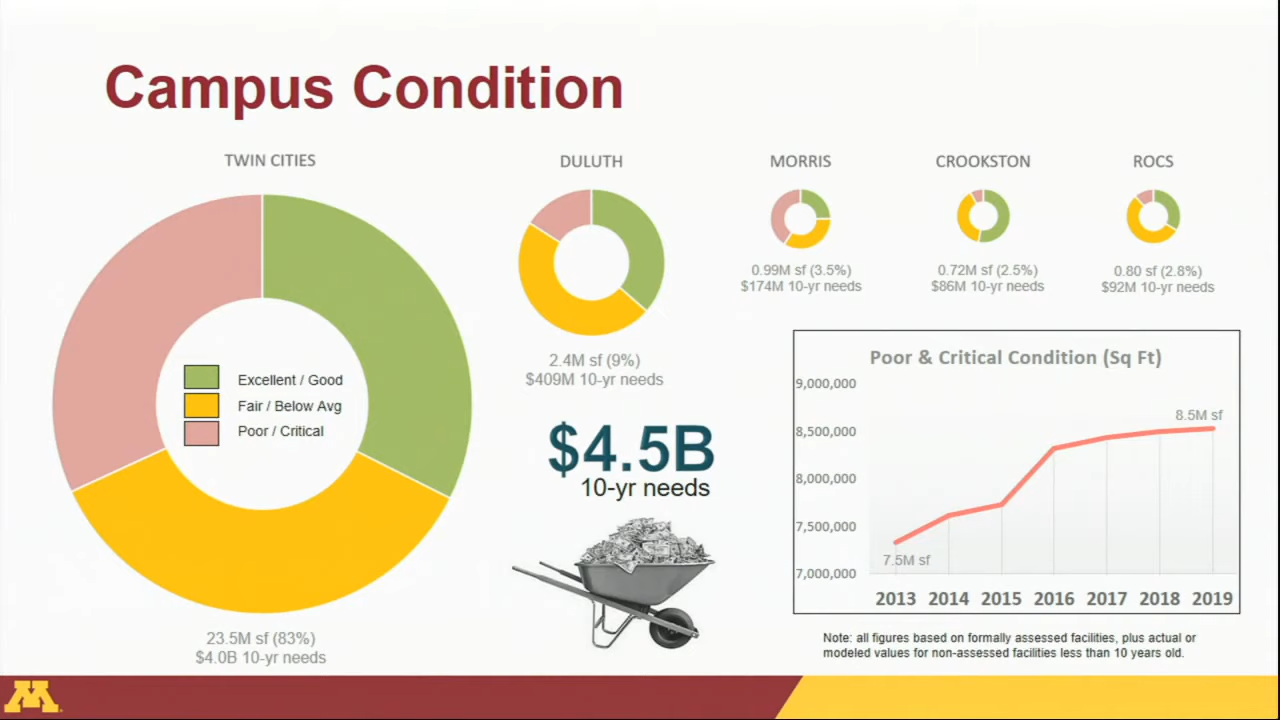 Campus Condition
TWIN CITIES
DULUTH
MORRIS
CROOKSTON
ROCS
Excellent / Good
Fair / Below Avg
Poor / Critical
23.5M sf (83%)
$4.0B 10-yr needs
2.4M sf (9%)
$409M 10-yr needs
0.99M sf (3.5%)
$174M 10-yr needs
0.72M sf (2.5%)
$86M 10-yr needs
0.80 sf (2.8%)
$92M 10-yr needs
$4.5B
10-yr needs
Poor & Critical Condition (Sq Ft)
9,000,000
8,500,000
8,000,000
7,500,000
7,000,000
8.5M sf
7.5M sf
2013 2014 2015 2016 2017 2018 2019
Note: all figures based on formally assessed facilities, plus actual or
modeled values for non-assessed facilities less than 10 years old.
M